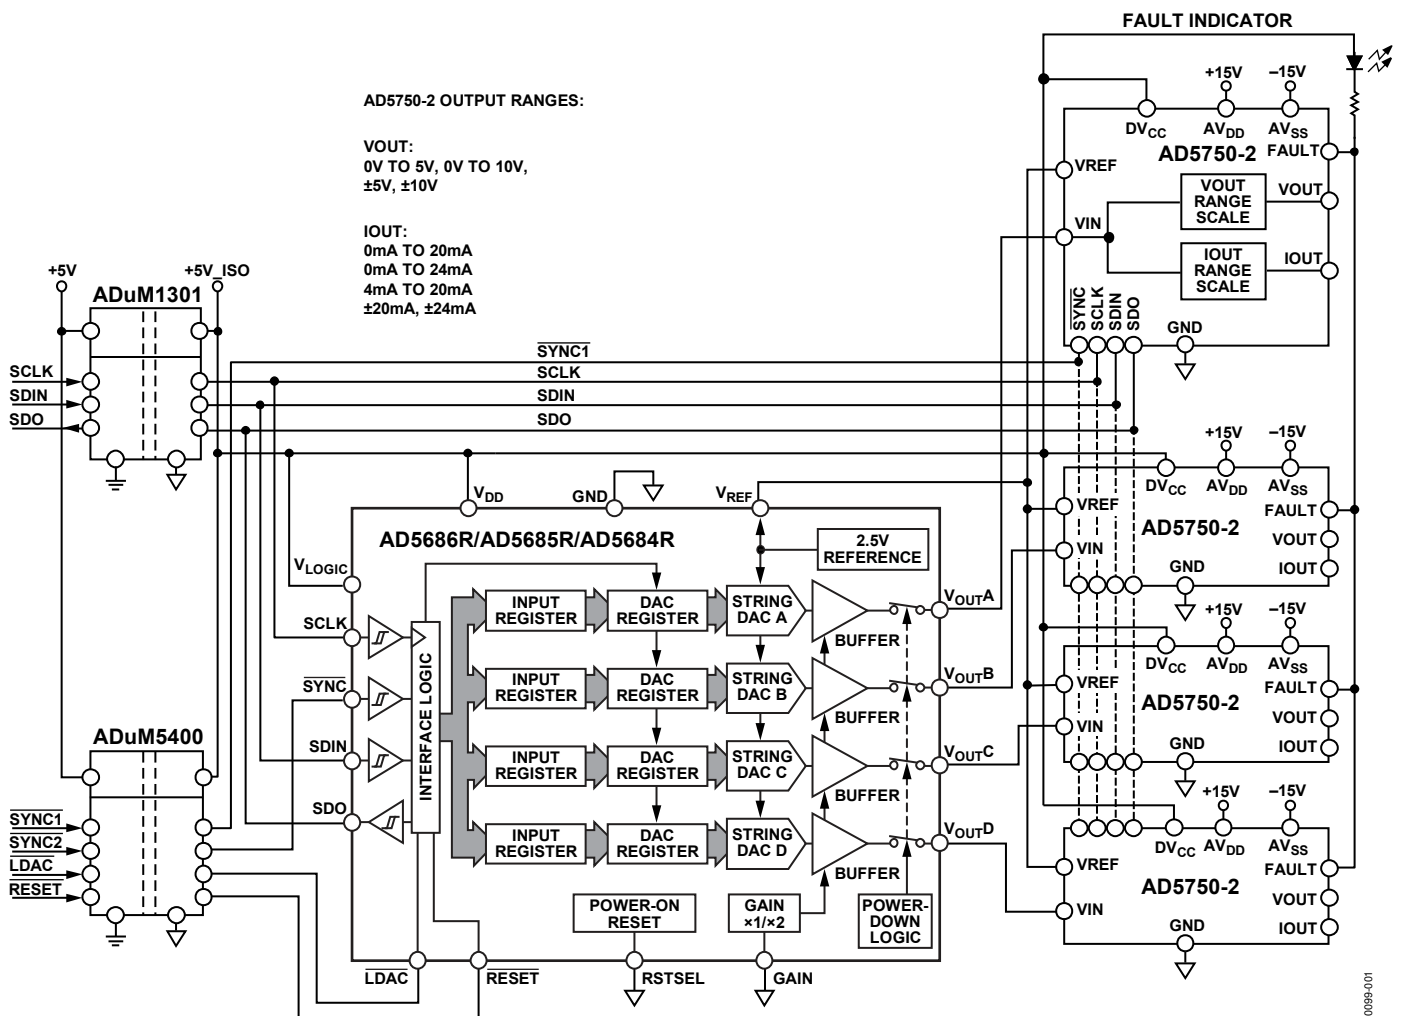 FAULT INDICATOR
AD5750-2 OUTPUT RANGES:
VOUT:
0V TO 5V, 0V TO 10V,
±5V, ±10V
IOUT:
0mA TO 20mA
0mA TO 24mA
4mA TO 20mA
±20mA, ±24mA
+15V
–15V
DVCC
AVDD
AVSS
AD5750-2
FAULT
VREF
VOUT
RANGE
SCALE
VOUT
VIN
IOUT
RANGE
SCALE
IOUT
SYNC
SCLK
SDIN
SDO
GND
+5V
+5V_ISO
ADuM1301
SCLK
SDIN
SDO
SYNC1
SCLK
SDIN
SDO
+15V
–15V
DVCC
AVDD
AVSS
VREF
FAULT
AD5750-2
VOUT
VIN
IOUT
GND
VDD
GND
VREF
AD5686R/AD5685R/AD5684R
2.5V
REFERENCE
VLOGIC
SCLK
SYNC
SDIN
SDO
INTERFACE LOGIC
INPUT
REGISTER
DAC
REGISTER
STRING
DAC A
BUFFER
VOUTA
INPUT
REGISTER
DAC
REGISTER
STRING
DAC B
BUFFER
VOUTB
INPUT
REGISTER
DAC
REGISTER
STRING
DAC C
BUFFER
VOUTC
INPUT
REGISTER
DAC
REGISTER
STRING
DAC D
BUFFER
VOUTD
POWER-ON
RESET
GAIN
×1/×2
POWER-
DOWN
LOGIC
LDAC
RESET
RSTSEL
GAIN
+15V
–15V
DVCC
AVDD
AVSS
VREF
FAULT
AD5750-2
VOUT
VIN
IOUT
GND
ADuM5400
SYNC1
SYNC2
LDAC
RESET
+15V
–15V
DVCC
AVDD
AVSS
VREF
FAULT
AD5750-2
VOUT
VIN
IOUT
GND
0099-001